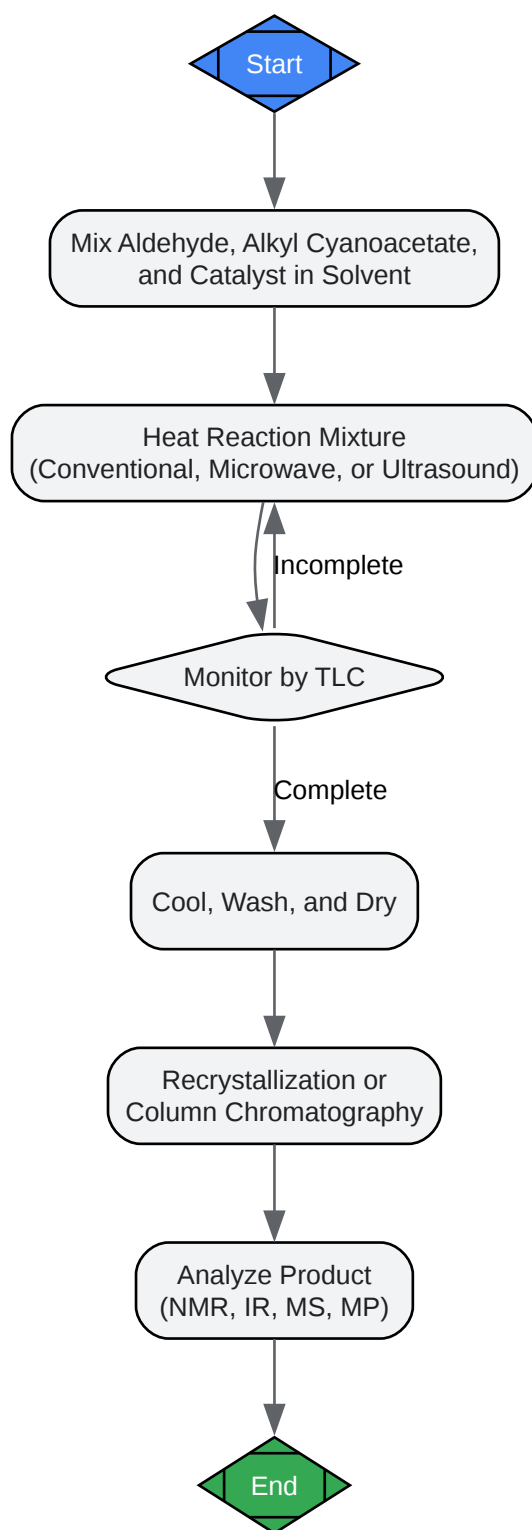 Start
Mix Aldehyde, Alkyl Cyanoacetate,
and Catalyst in Solvent
Heat Reaction Mixture
(Conventional, Microwave, or Ultrasound)
Incomplete
Monitor by TLC
Complete
Cool, Wash, and Dry
Recrystallization or
Column Chromatography
Analyze Product
(NMR, IR, MS, MP)
End